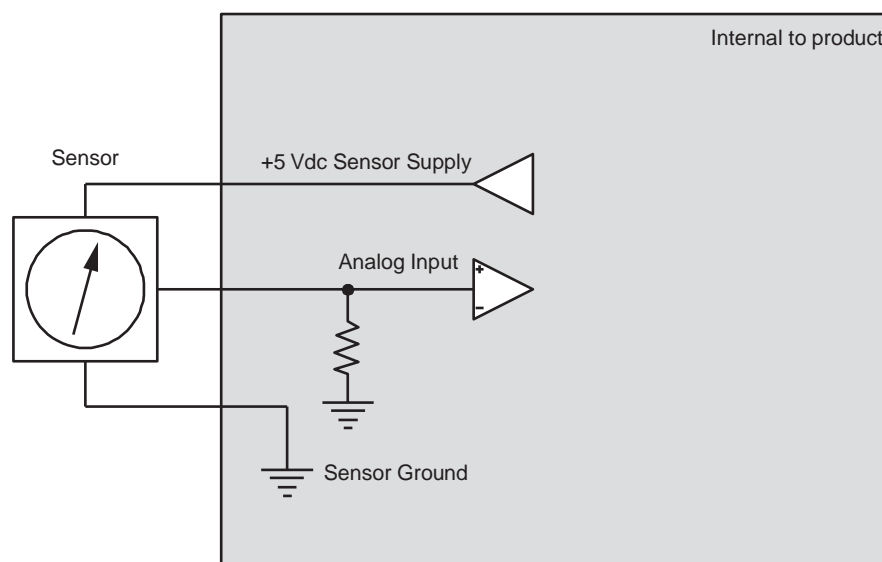 Internal to product
Sensor
+5 Vdc Sensor Supply
Analog Input
+
−
Sensor Ground